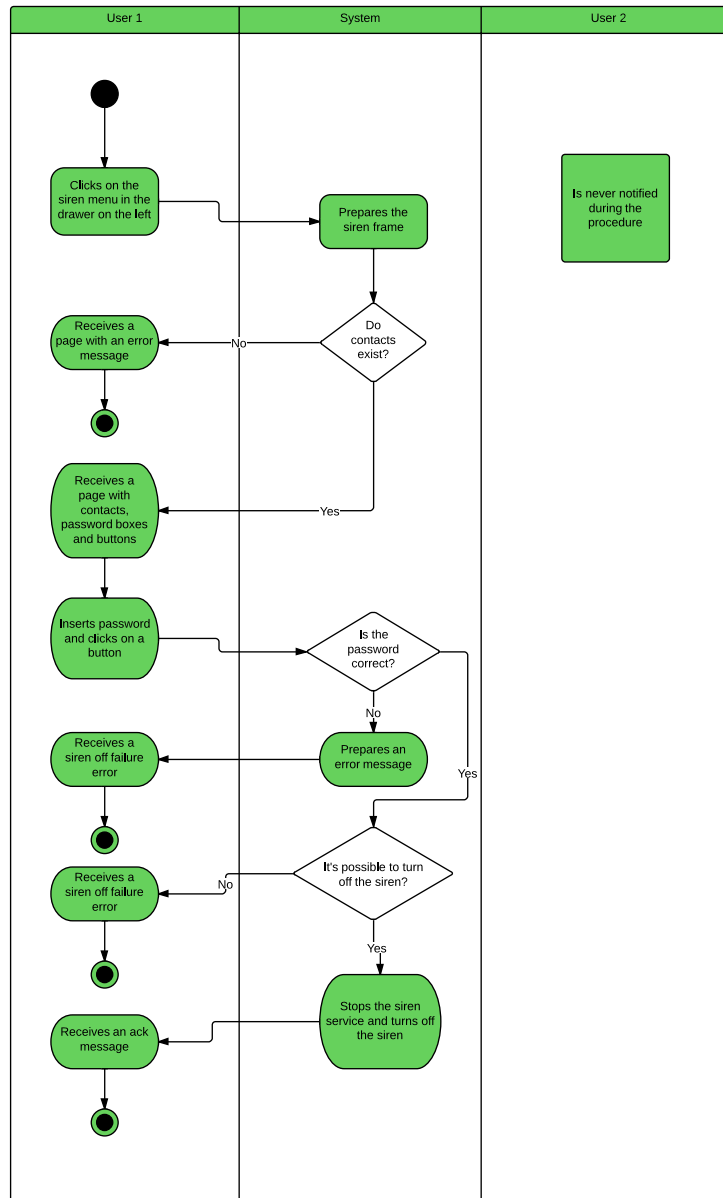 User 1
System
User 2
Clicks on the
siren menu in the
drawer on the left
Prepares the
siren frame
Is never notified
during the
procedure
Do
contacts
exist?
No
Receives a
page with an error
message
Receives a
page with
contacts,
password boxes
and buttons
Yes
Inserts password
and clicks on a
button
Is the
password
correct?
No
Prepares an
error message
Receives a
siren off failure
error
Yes
It's possible to turn
off the siren?
No
Receives a
siren off failure
error
Yes
Stops the siren
service and turns off
the siren
Receives an ack
message